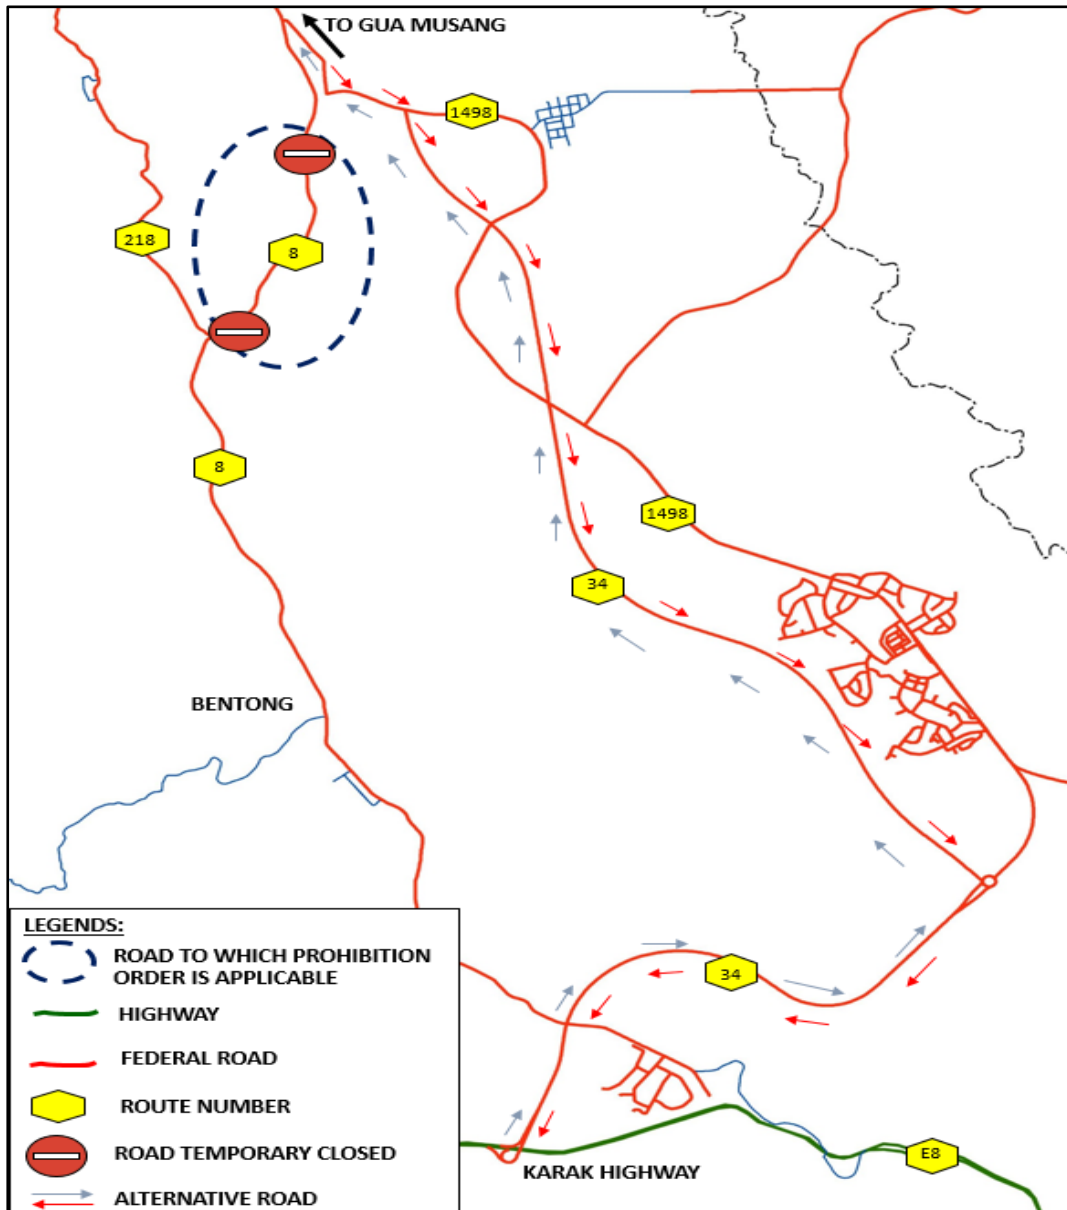 TO GUA MUSANG
1498
218
8
8
1498
34
BENTONG
34
KARAK HIGHWAY
E8
LEGENDS:
ROAD TO WHICH PROHIBITION
ORDER IS APPLICABLE
HIGHWAY
FEDERAL ROAD
ROUTE NUMBER
ROAD TEMPORARY CLOSED
ALTERNATIVE ROAD